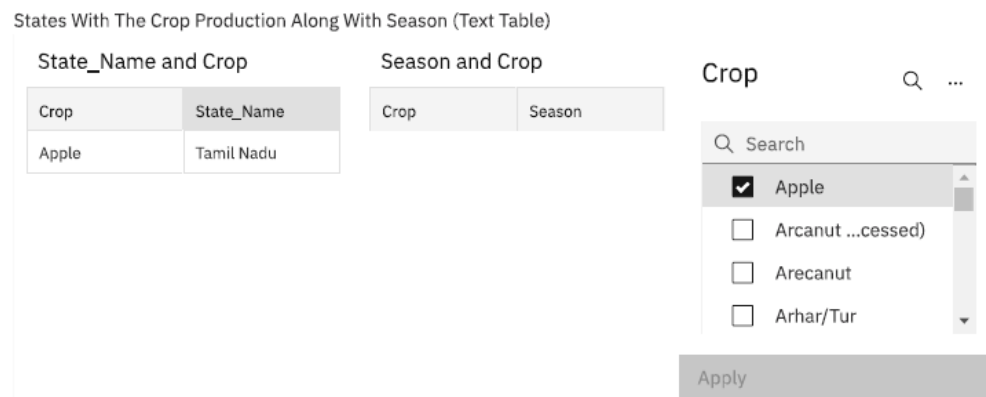 States With The Crop Production Along With Season (Text Table)
State_Name and Crop
Crop State_Name
Apple Tamil Nadu
Season and Crop
Crop Season
Crop
...
Search
Apple
Arcanut ...cessed)
Arecanut
Arhar/Tur
Apply